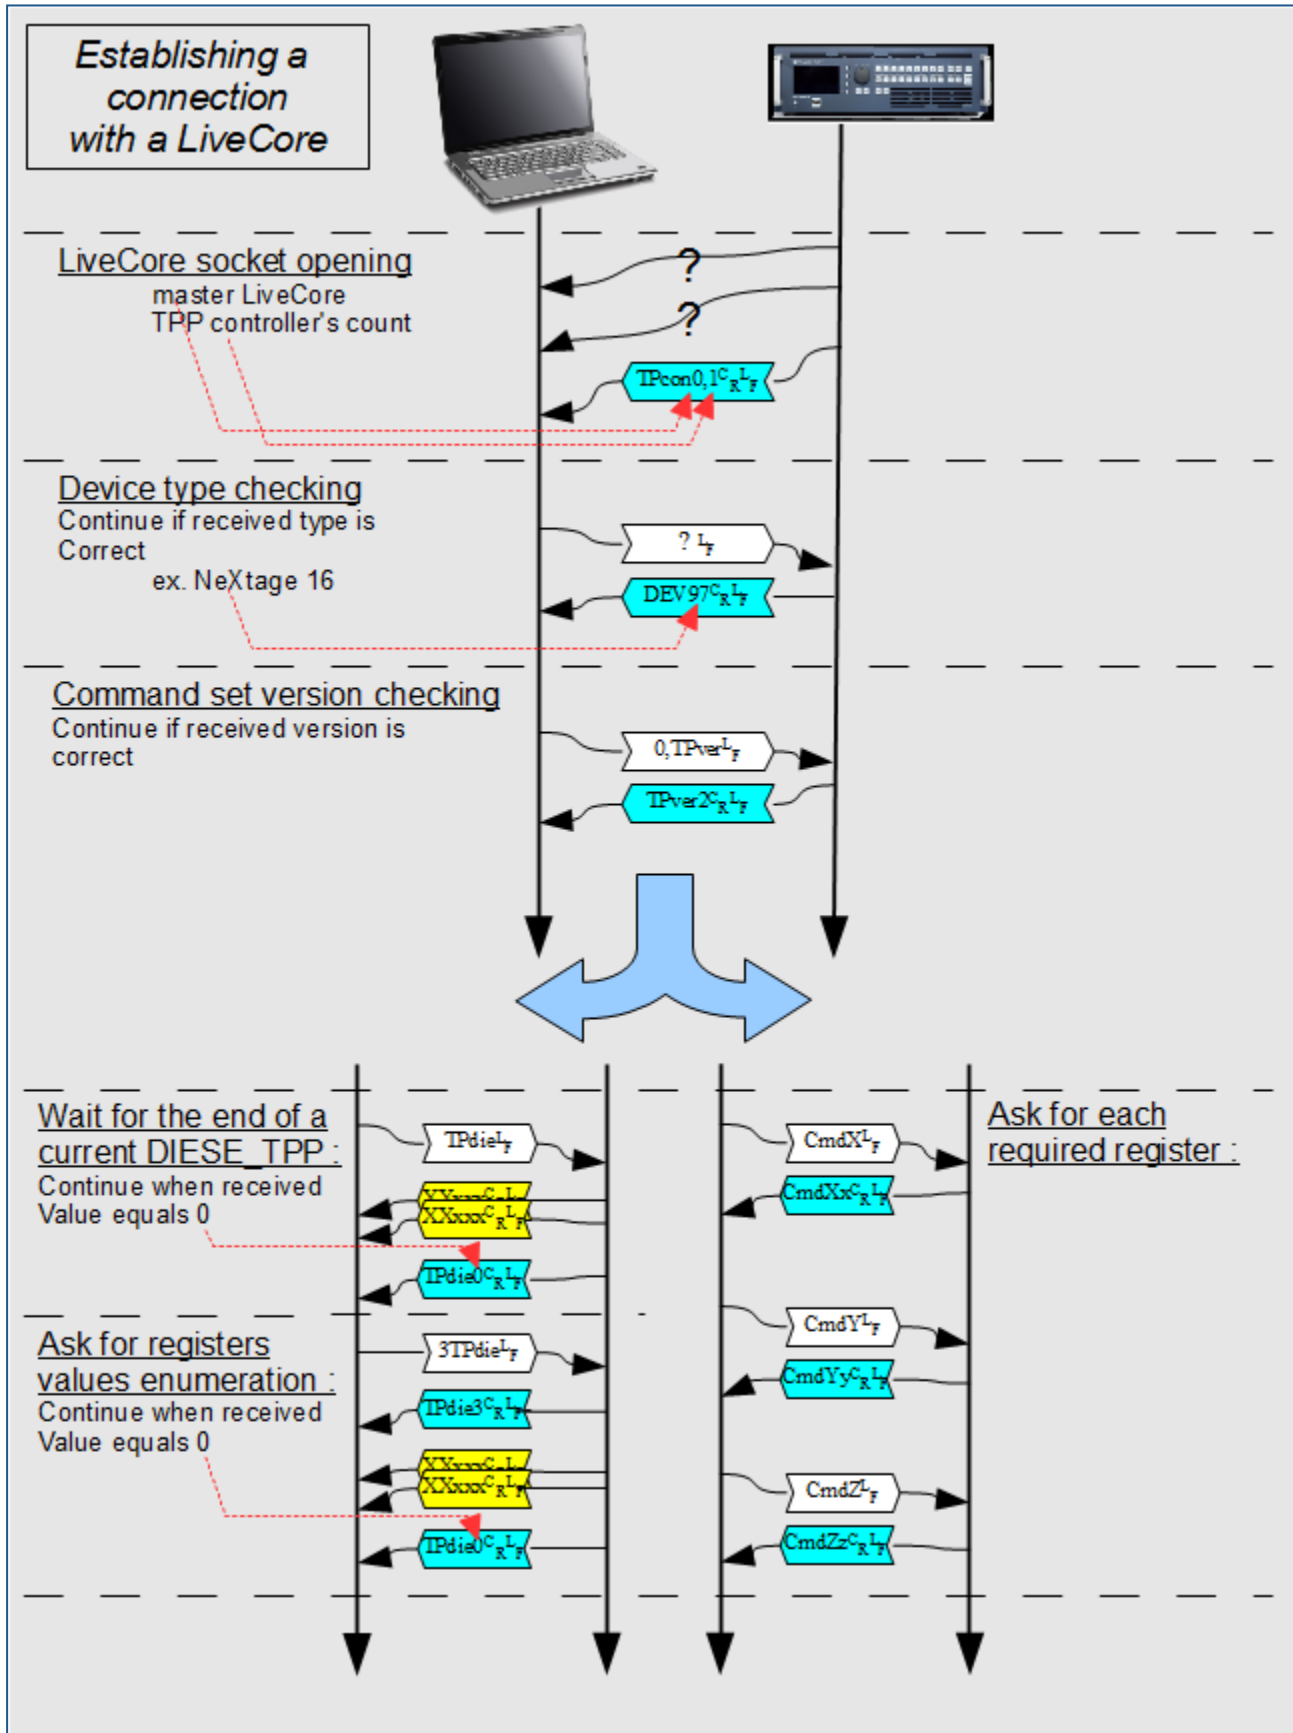 Establishing a
connection
with a LiveCore
LiveCore socket opening
master LiveCore
TPP controller's count
?
?
TPcon0,1CRLF
Device type checking
Continue if received type is
Correct
ex. NeXtage 16
? LF
DEV97CRLF
Command set version checking
Continue if received version is
correct
0,TPverLF
TPver2CRLF
Wait for the end of a
current DIESE_TPP :
Continue when received
Value equals 0
TPdieLF
XXxxxCRLF
XXxxxCRLF
TPdie0CRLF
Ask for registers
values enumeration :
Continue when received
Value equals 0
3TPdieLF
TPdie3CRLF
XXxxxCRLF
XXxxxCRLF
TPdie0CRLF
Ask for each
required register :
CmdXLF
CmdXxCRLF
CmdYLF
CmdYyCRLF
CmdZLF
CmdZzCRLF